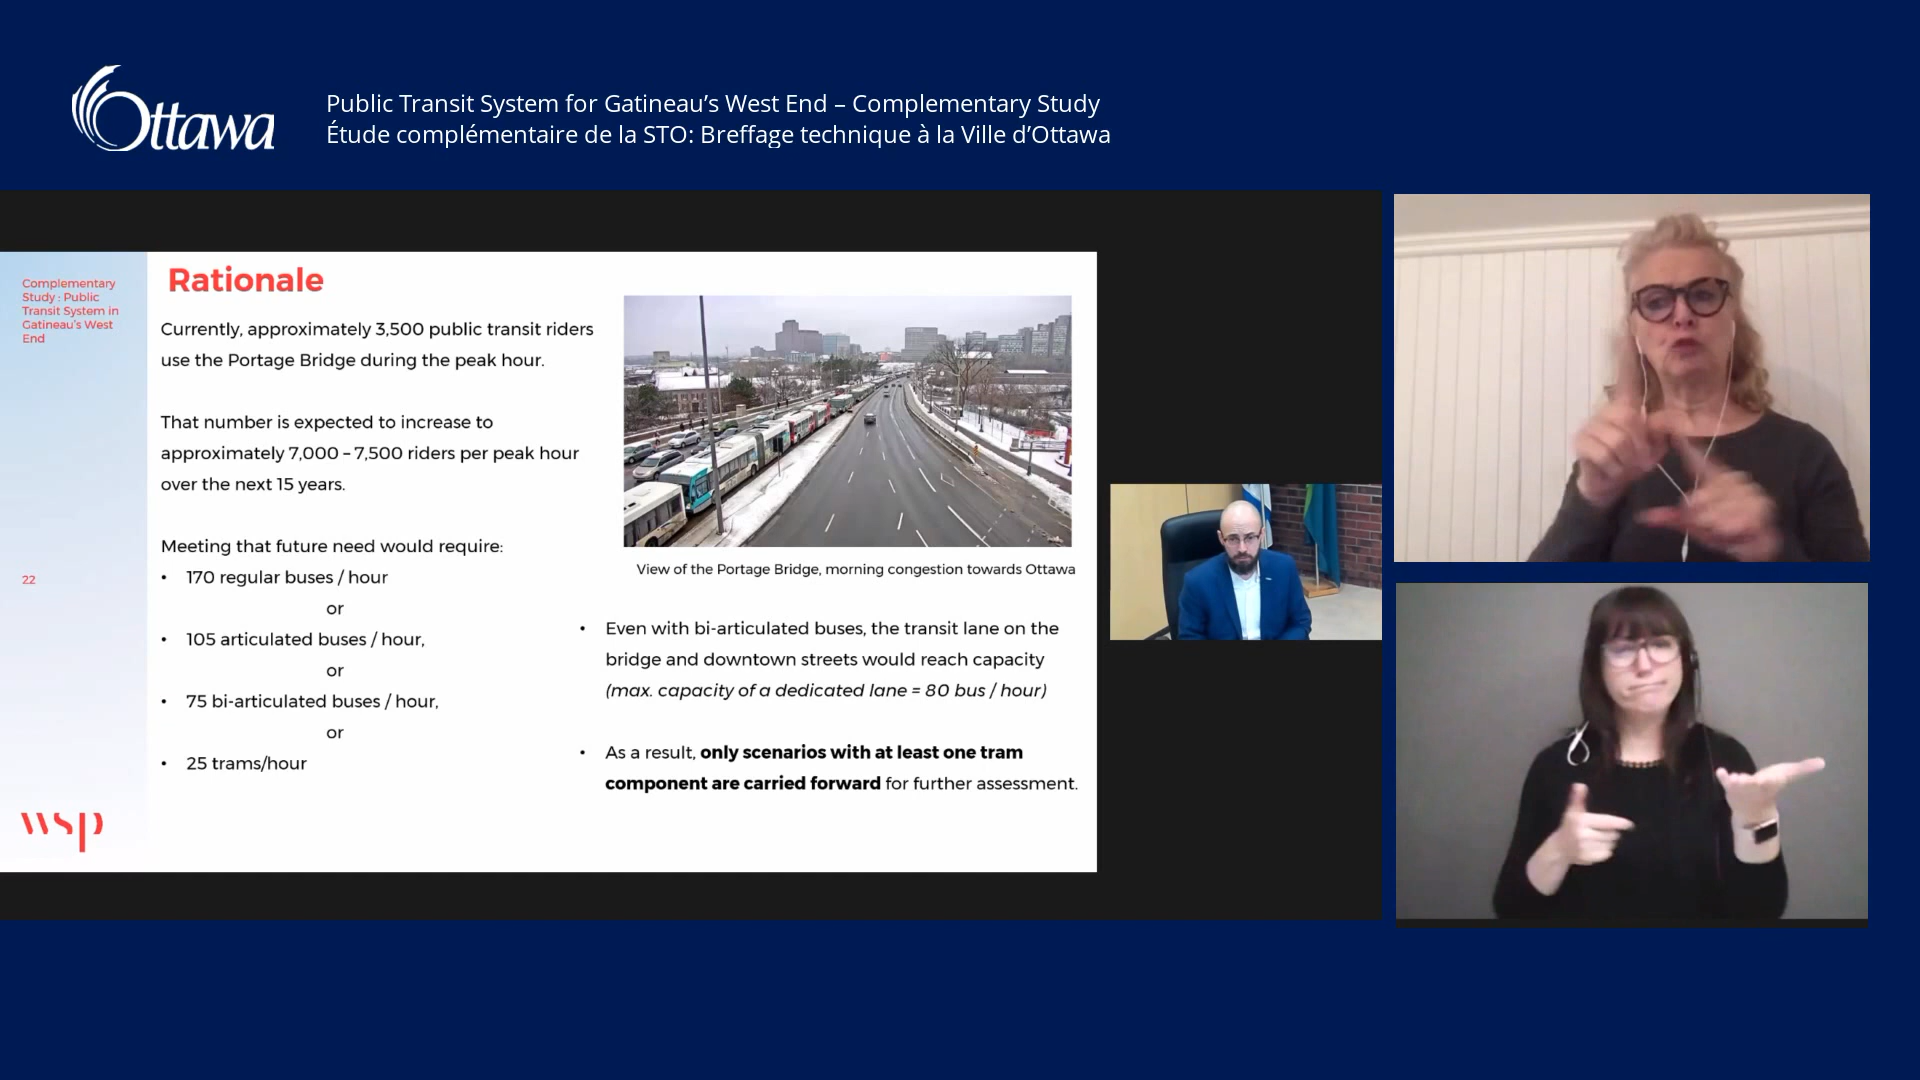 Ottawa
Public Transit System for Gatineau’s West End – Complementary Study
Étude complémentaire de la STO: Breffage technique à la Ville d’Ottawa
Complementary
Study : Public
Transit System in
Gatineau's West
End
22
wsp
Rationale
Currently, approximately 3,500 public transit riders
use the Portage Bridge during the peak hour.
That number is expected to increase to
approximately 7,000 – 7,500 riders per peak hour
over the next 15 years.
Meeting that future need would require:
• 170 regular buses / hour
or
• 105 articulated buses / hour,
or
• 75 bi-articulated buses / hour,
or
• 25 trams/hour
View of the Portage Bridge, morning congestion towards Ottawa
• Even with bi-articulated buses, the transit lane on the
bridge and downtown streets would reach capacity
(max. capacity of a dedicated lane = 80 bus / hour)
• As a result, only scenarios with at least one tram
component are carried forward for further assessment.